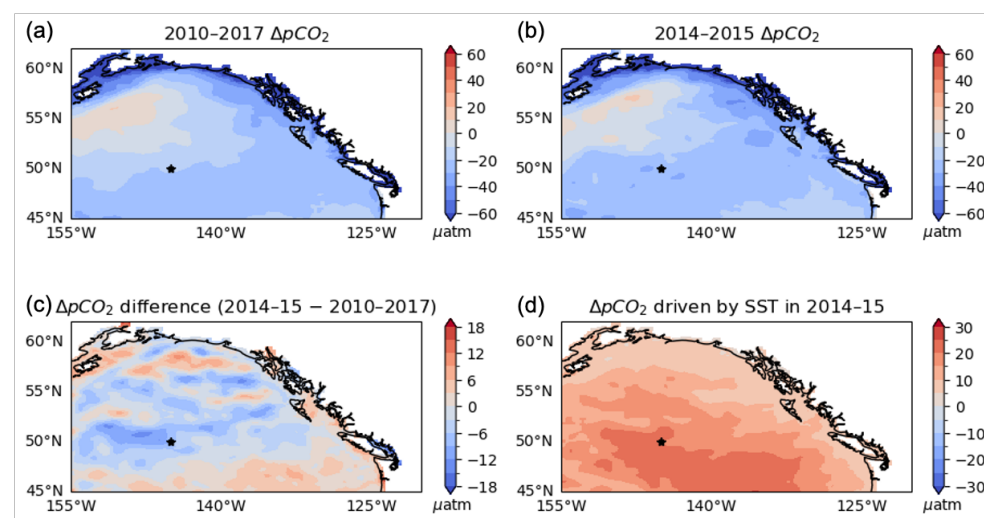 (a) 2010–2017 ΔpCO₂
60°N
55°N
50°N
45°N
155°W 140°W 125°W
60
40
20
0
−20
−40
−60
μatm
(b) 2014–2015 ΔpCO₂
60°N
55°N
50°N
45°N
155°W 140°W 125°W
60
40
20
0
−20
−40
−60
μatm
(c) ΔpCO₂ difference (2014–15 − 2010–2017)
60°N
55°N
50°N
45°N
155°W 140°W 125°W
18
12
6
0
−6
−12
−18
μatm
(d) ΔpCO₂ driven by SST in 2014–15
60°N
55°N
50°N
45°N
155°W 140°W 125°W
30
20
10
0
−10
−20
−30
μatm